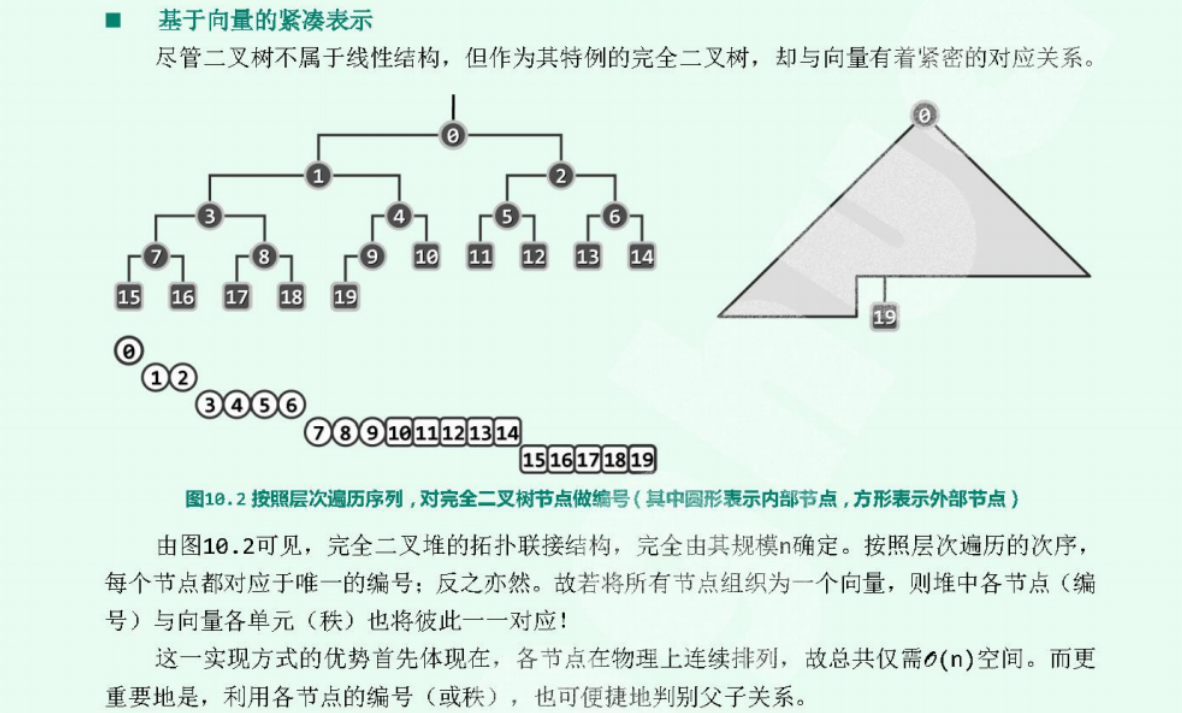 ■ 基于向量的紧凑表示
尽管二叉树不属于线性结构，但作为其特例的完全二叉树，却与向量有着紧密的对应关系。
0
1 2
3 4 5 6
7 8 9 10 11 12 13 14
15 16 17 18 19
0
19
0
1 2
3 4 5 6
7 8 9 10 11 12 13 14
15 16 17 18 19
图10.2 按照层次遍历序列，对完全二叉树节点做编号（其中圆形表示内部节点，方形表示外部节点）
由图10.2可见，完全二叉堆的拓扑联接结构，完全由其规模n确定。按照层次遍历的次序，
每个节点都对应于唯一的编号；反之亦然。故若将所有节点组织为一个向量，则堆中各节点（编
号）与向量各单元（秩）也将彼此一一对应！
这一实现方式的优势首先体现在，各节点在物理上连续排列，故总共仅需𝒪(n)空间。而更
重要地是，利用各节点的编号（或秩），也可便捷地判别父子关系。